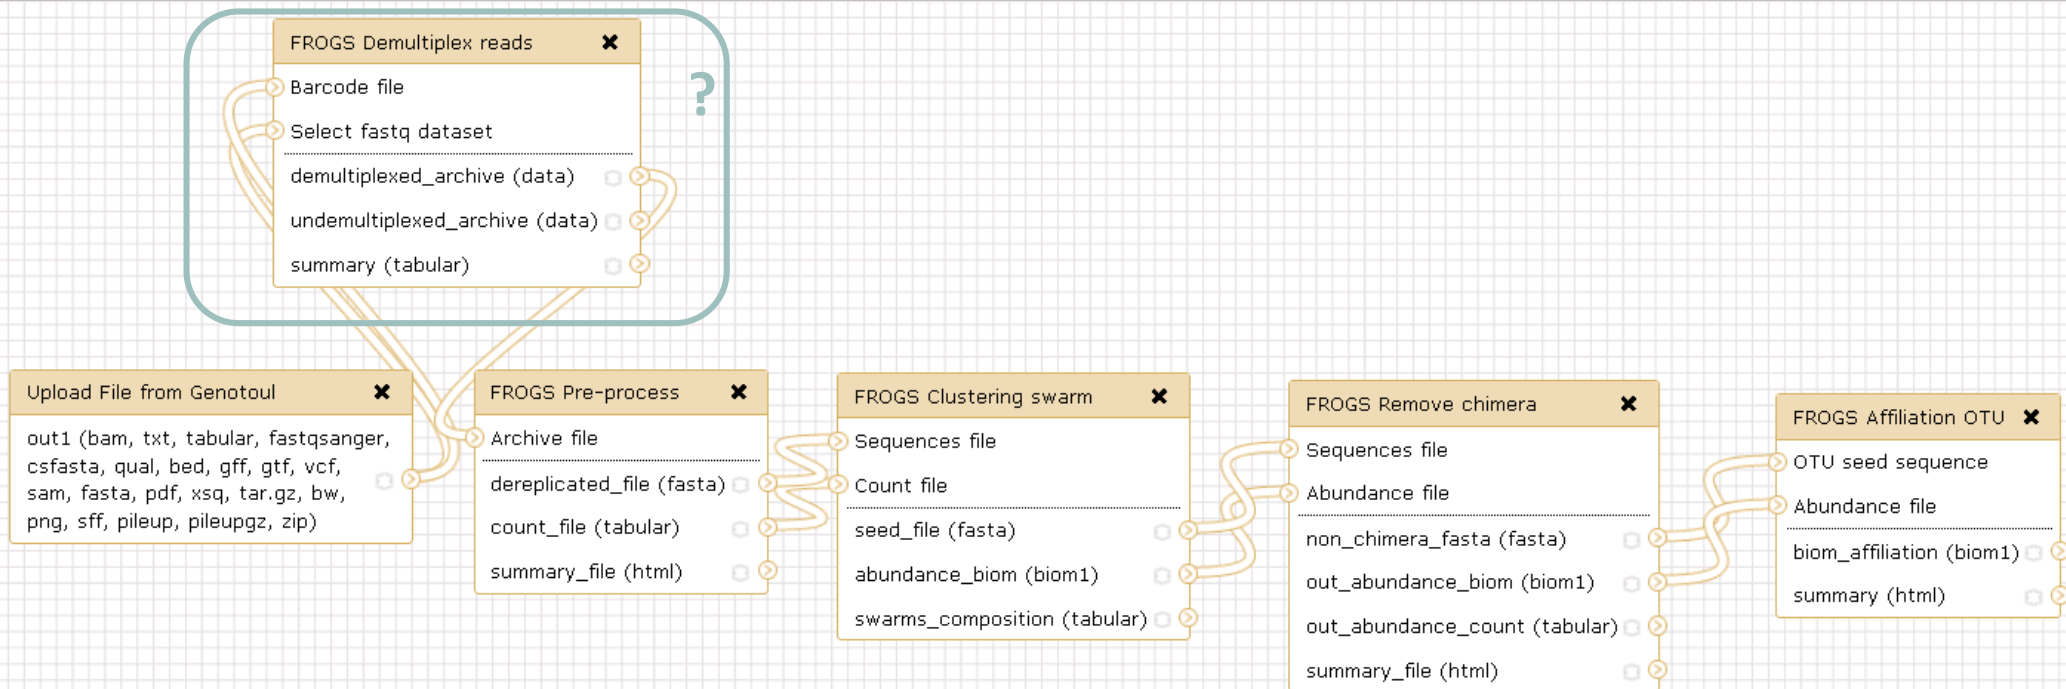 FROGS Demultiplex reads
Barcode file
Select fastq dataset
demultiplexed_archive (data)
undemultiplexed_archive (data)
summary (tabular)
?
Upload File from Genotoul
out1 (bam, txt, tabular, fastqsanger,
csfasta, qual, bed, gff, gtf, vcf,
sam, fasta, pdf, xsq, tar.gz, bw,
png, sff, pileup, pileupgz, zip)
FROGS Pre-process
Archive file
dereplicated_file (fasta)
count_file (tabular)
summary_file (html)
FROGS Clustering swarm
Sequences file
Count file
seed_file (fasta)
abundance_biom (biom1)
swarms_composition (tabular)
FROGS Remove chimera
Sequences file
Abundance file
non_chimera_fasta (fasta)
out_abundance_biom (biom1)
out_abundance_count (tabular)
summary_file (html)
FROGS Affiliation OTU
OTU seed sequence
Abundance file
biom_affiliation (biom1)
summary (html)